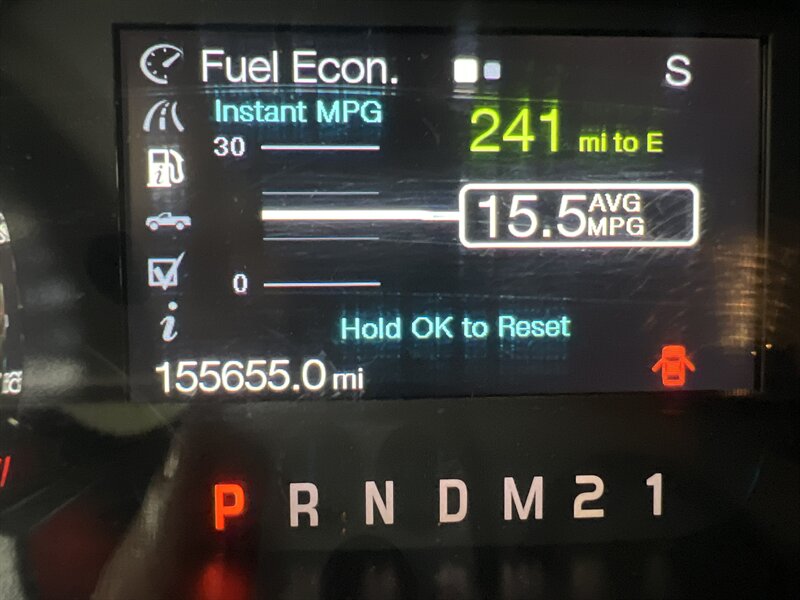 Fuel Econ.
S
Instant MPG
30
241 mi to E
15.5 AVG MPG
0
Hold OK to Reset
155655.0 mi
P R N D M 2 1